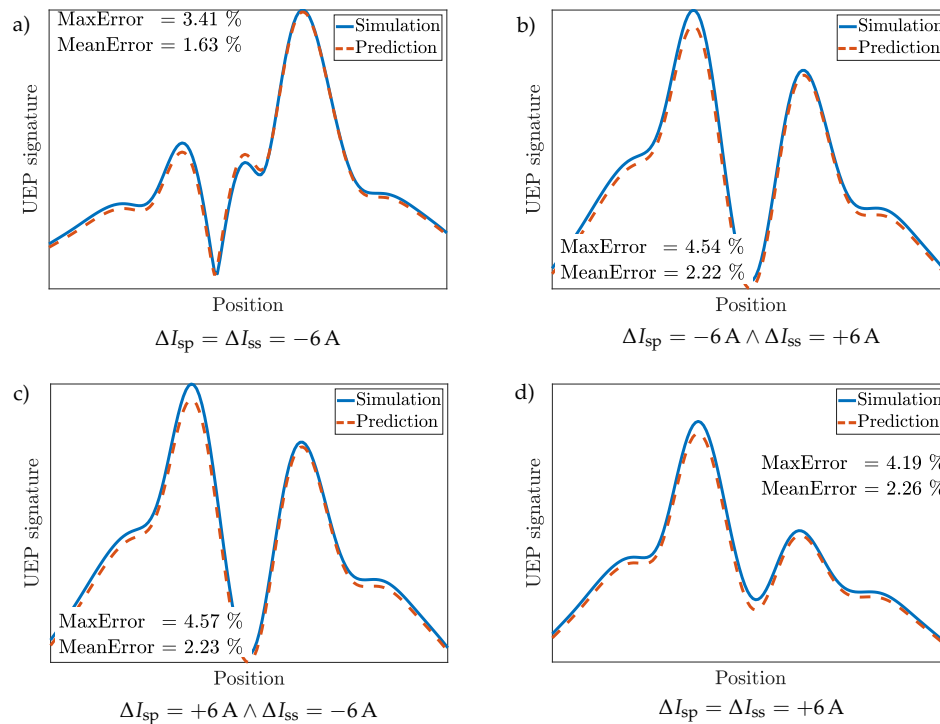 a)
MaxError = 3.41 %
MeanError = 1.63 %
Simulation
Prediction
UEP signature
Position
ΔI_sp = ΔI_ss = −6 A
b)
Simulation
Prediction
MaxError = 4.54 %
MeanError = 2.22 %
UEP signature
Position
ΔI_sp = −6 A ∧ ΔI_ss = +6 A
c)
Simulation
Prediction
MaxError = 4.57 %
MeanError = 2.23 %
UEP signature
Position
ΔI_sp = +6 A ∧ ΔI_ss = −6 A
d)
Simulation
Prediction
MaxError = 4.19 %
MeanError = 2.26 %
UEP signature
Position
ΔI_sp = ΔI_ss = +6 A